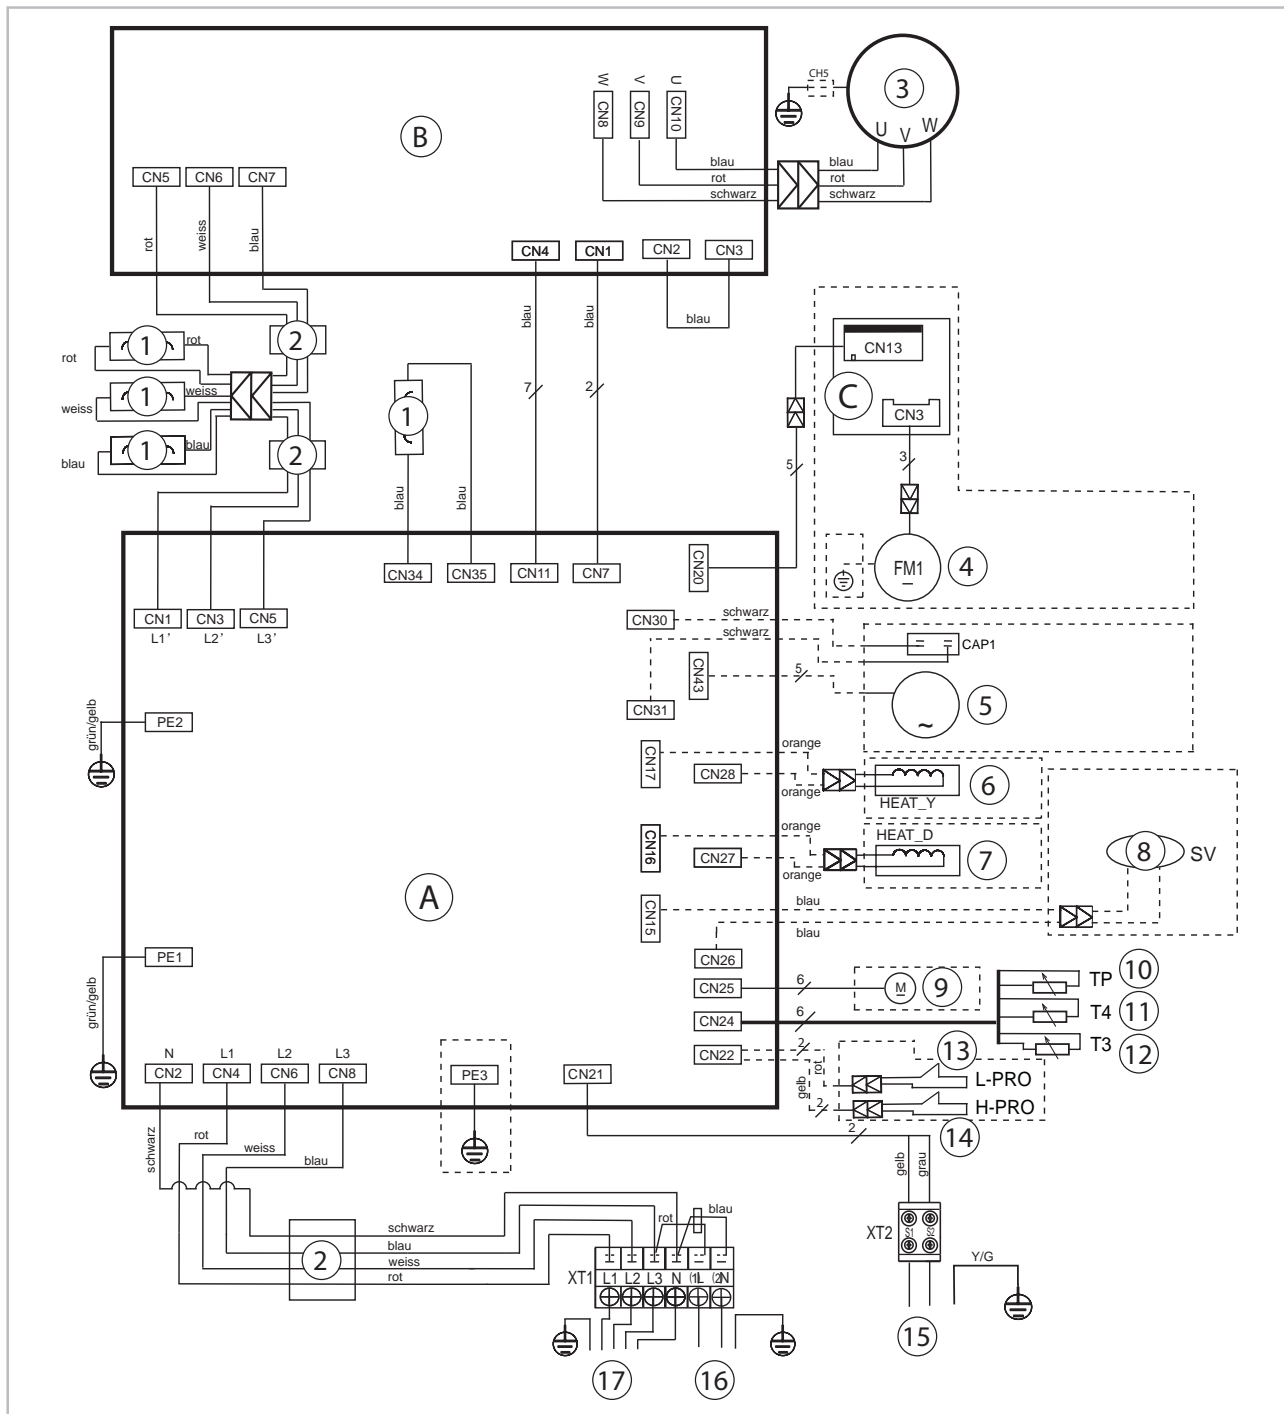 CH5
3
U V W
W V U
CN8 CN9 CN10
B
blau blau
rot rot
schwarz schwarz
CN5 CN6 CN7
rot weiss blau
CN4 CN1 CN2 CN3
blau blau blau
1 rot 2
rot
1 weiss
weiss
1 blau 2
blau
7 2
1
blau blau
CN13
C
CN3
5 3
FM1
4
CN34 CN35 CN11 CN7 CN20
CN1 CN3 CN5
L1' L2' L3'
CN30 schwarz
schwarz CAP1
CN43 5
CN31
5
~
grün/gelb
PE2
CN17 orange
CN28
orange
HEAT_Y
6
CN16 orange
CN27
orange
HEAT_D
7
8 SV
A
CN15 blau
blau
CN26
grün/gelb
PE1
CN25 6 M 9
CN24 6
TP 10
T4 11
T3 12
CN22 2 rot
gelb 2
13
L-PRO
H-PRO
14
N L1 L2 L3
CN2 CN4 CN6 CN8
PE3
CN21
2
schwarz
rot
weiss
blau
gelb grau
schwarz
blau
weiss
rot
2
rot blau
XT1 L1 L2 L3 N (1)L (2)N
XT2
Y/G
15
17 16